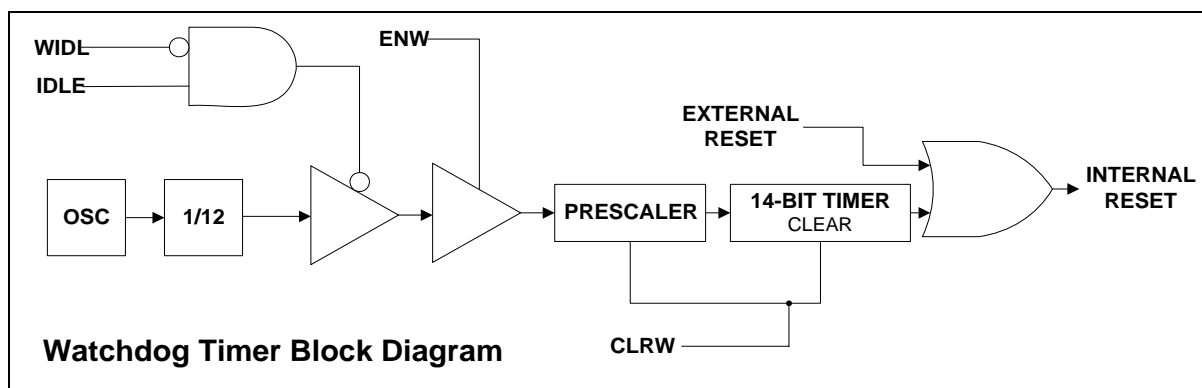 WIDL
IDLE
ENW
EXTERNAL
RESET
INTERNAL
RESET
OSC
1/12
PRESCALER
14-BIT TIMER
CLEAR
CLRW
Watchdog Timer Block Diagram